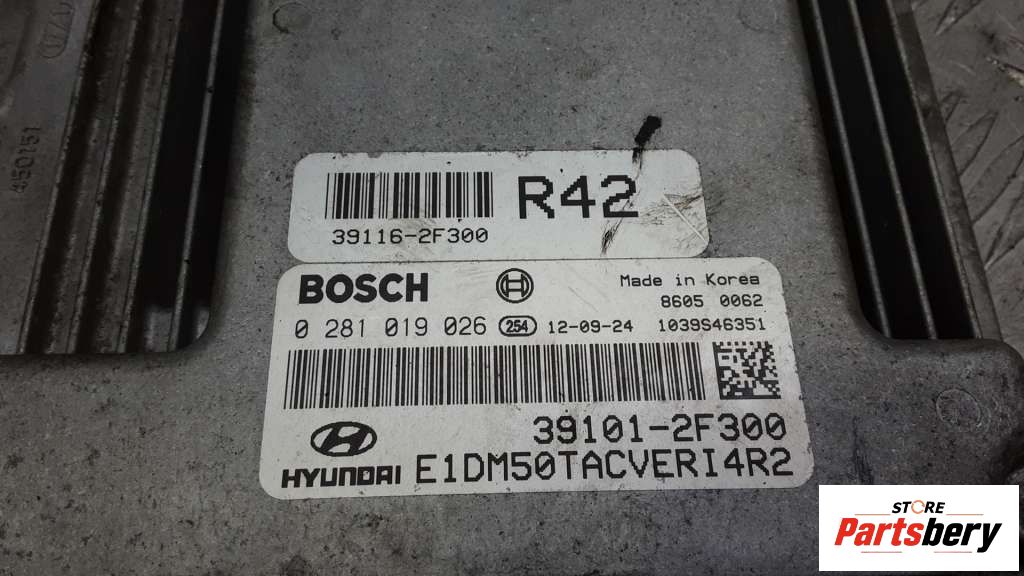 450151
R42
39116-2F300
BOSCH
Made in Korea
8605 0062
0 281 019 026 254 12-09-24 1039S46351
39101-2F300
HYUNDAI E1DM50TACVERI4R2
STORE
Partsbery